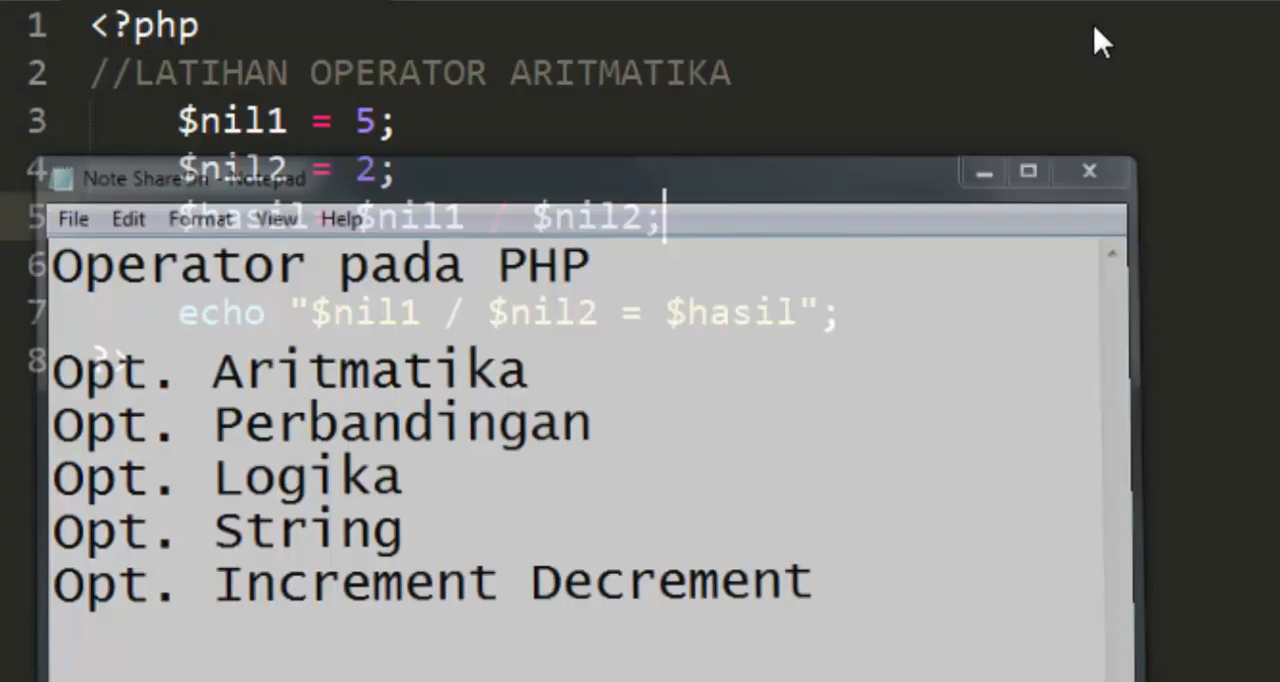 1 <?php
2 //LATIHAN OPERATOR ARITMATIKA
3 $nil1 = 5;
4 $nil2 = 2;
Note ShareOn - Notepad
5 $hasil = $nil1 / $nil2;
File Edit Format View Help
6
Operator pada PHP
7 echo "$nil1 / $nil2 = $hasil";
8 ?>
Opt. Aritmatika
Opt. Perbandingan
Opt. Logika
Opt. String
Opt. Increment Decrement